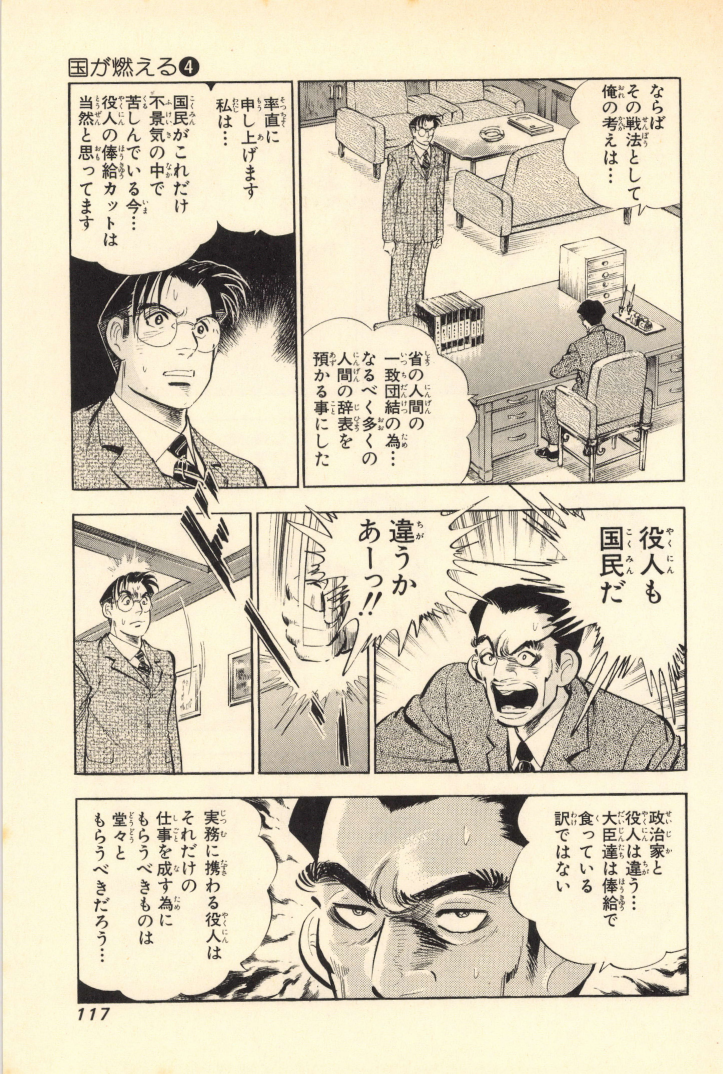 国が燃える4
ならば
その戦法として
俺の考えは…
省の人間の
一致団結の為…
なるべく多くの
人間の辞表を
預かる事にした
率直に
申し上げます
私は…
国民がこれだけ
不景気の中で
苦しんでいる今…
役人の俸給カットは
当然と思ってます
役人も
国民だ
違うか
あーっ!!
政治家と
役人は違う…
大臣達は俸給で
食っている
訳ではない
実務に携わる役人は
それだけの
仕事を成す為に
もらうべきものは
堂々と
もらうべきだろう…
117